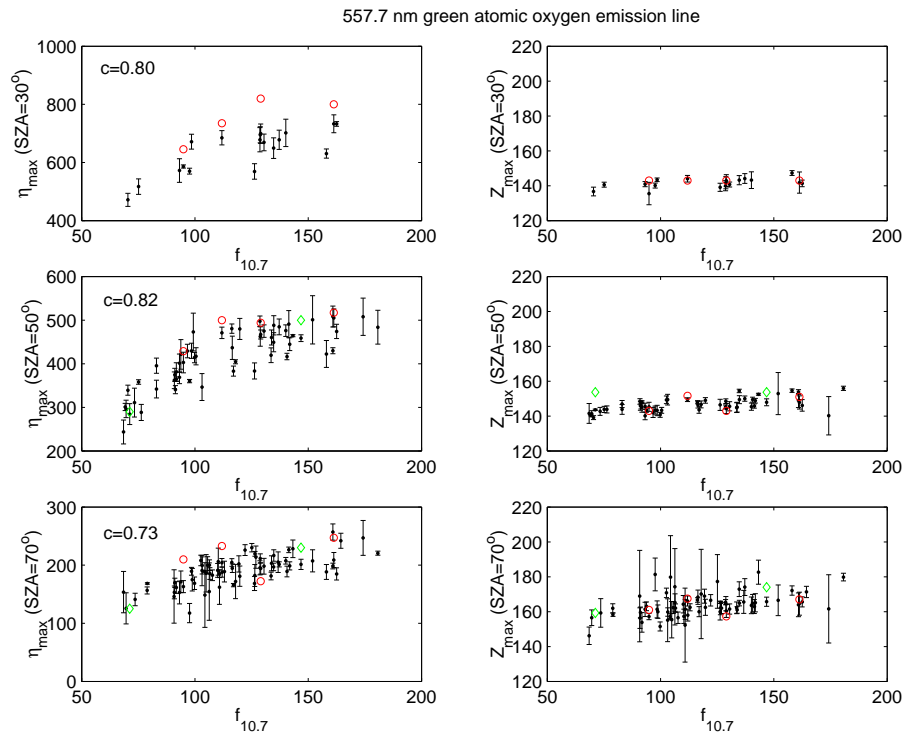 557.7 nm green atomic oxygen emission line
c=0.80
η_max (SZA=30°)
1000
800
600
400
50 100 150 200
f_10.7
Z_max (SZA=30°)
220
200
180
160
140
120
50 100 150 200
f_10.7
c=0.82
η_max (SZA=50°)
600
500
400
300
200
50 100 150 200
f_10.7
Z_max (SZA=50°)
220
200
180
160
140
120
50 100 150 200
f_10.7
c=0.73
η_max (SZA=70°)
300
200
100
0
50 100 150 200
f_10.7
Z_max (SZA=70°)
220
200
180
160
140
120
50 100 150 200
f_10.7